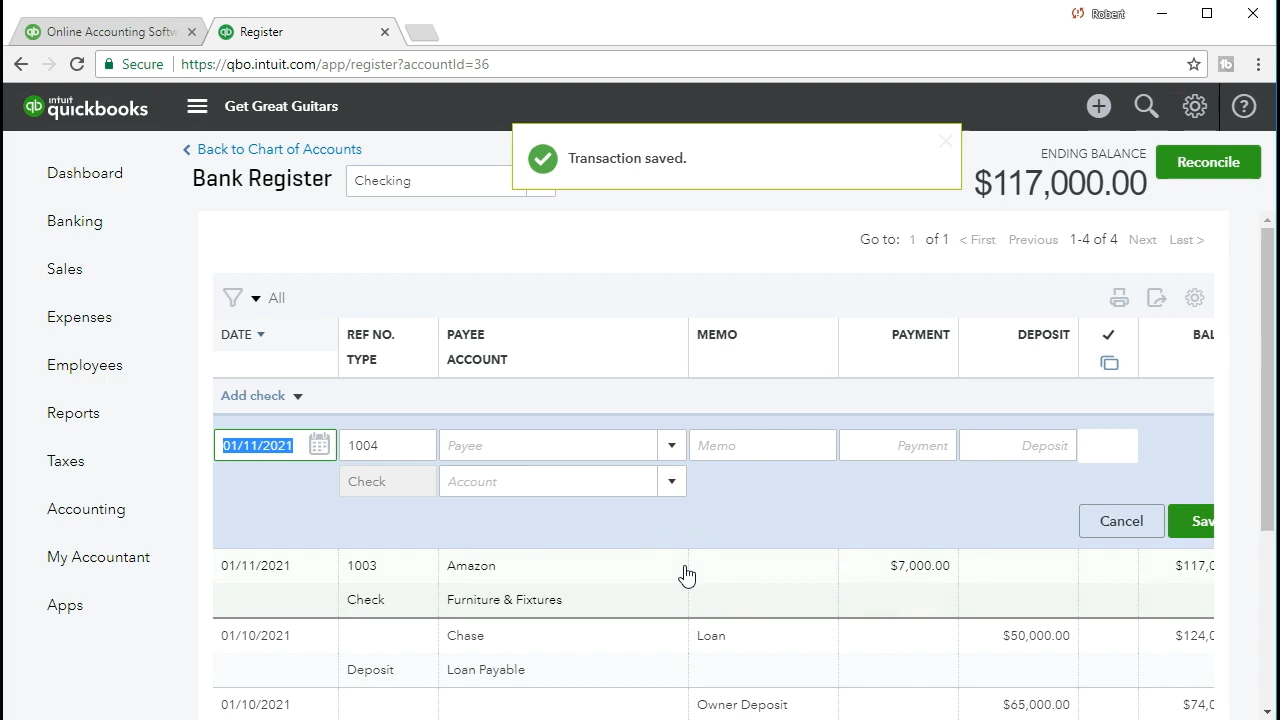 Robert
Online Accounting Softw
Register
Secure
https://qbo.intuit.com/app/register?accountId=36
intuit quickbooks
Get Great Guitars
Transaction saved.
Back to Chart of Accounts
Bank Register
Checking
ENDING BALANCE
$117,000.00
Reconcile
Dashboard
Banking
Sales
Expenses
Employees
Reports
Taxes
Accounting
My Accountant
Apps
Go to: 1 of 1 < First Previous 1-4 of 4 Next Last >
All
DATE REF NO. PAYEE MEMO PAYMENT DEPOSIT BAL
TYPE ACCOUNT
Add check
01/11/2021 1004 Payee Memo Payment Deposit
Check Account
Cancel Sav
01/11/2021 1003 Amazon $7,000.00 $117,0
Check Furniture & Fixtures
01/10/2021 Chase Loan $50,000.00 $124,0
Deposit Loan Payable
01/10/2021 Owner Deposit $65,000.00 $74,0